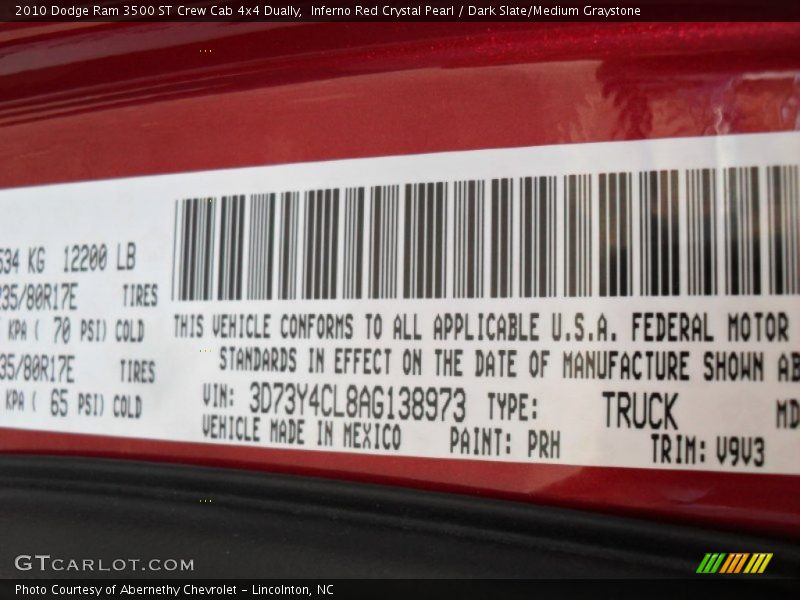 2010 Dodge Ram 3500 ST Crew Cab 4x4 Dually, Inferno Red Crystal Pearl / Dark Slate/Medium Graystone
534 KG 12200 LB
235/80R17E TIRES
KPA ( 70 PSI) COLD
35/80R17E TIRES
KPA ( 65 PSI) COLD
THIS VEHICLE CONFORMS TO ALL APPLICABLE U.S.A. FEDERAL MOTOR
STANDARDS IN EFFECT ON THE DATE OF MANUFACTURE SHOWN AB
VIN: 3D73Y4CL8AG138973 TYPE: TRUCK MD
VEHICLE MADE IN MEXICO PAINT: PRH TRIM: V9V3
GTCARLOT.COM
Photo Courtesy of Abernethy Chevrolet – Lincolnton, NC